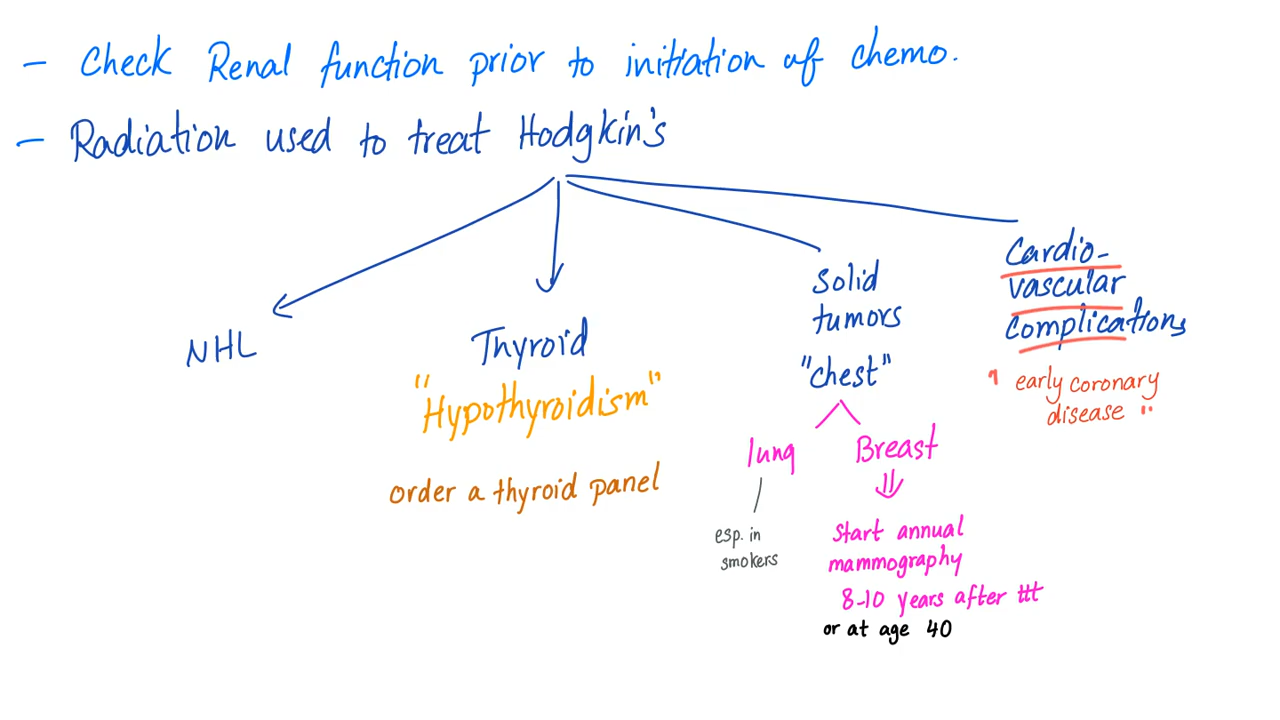 - Check Renal function prior to initiation of chemo.
- Radiation used to treat Hodgkin's
NHL
Thyroid
"Hypothyroidism"
order a thyroid panel
Solid
tumors
"chest"
lung
esp. in
smokers
Breast
Start annual
mammography
8-10 years after ttt
or at age 40
Cardio-
vascular
complications
" early coronary
disease "